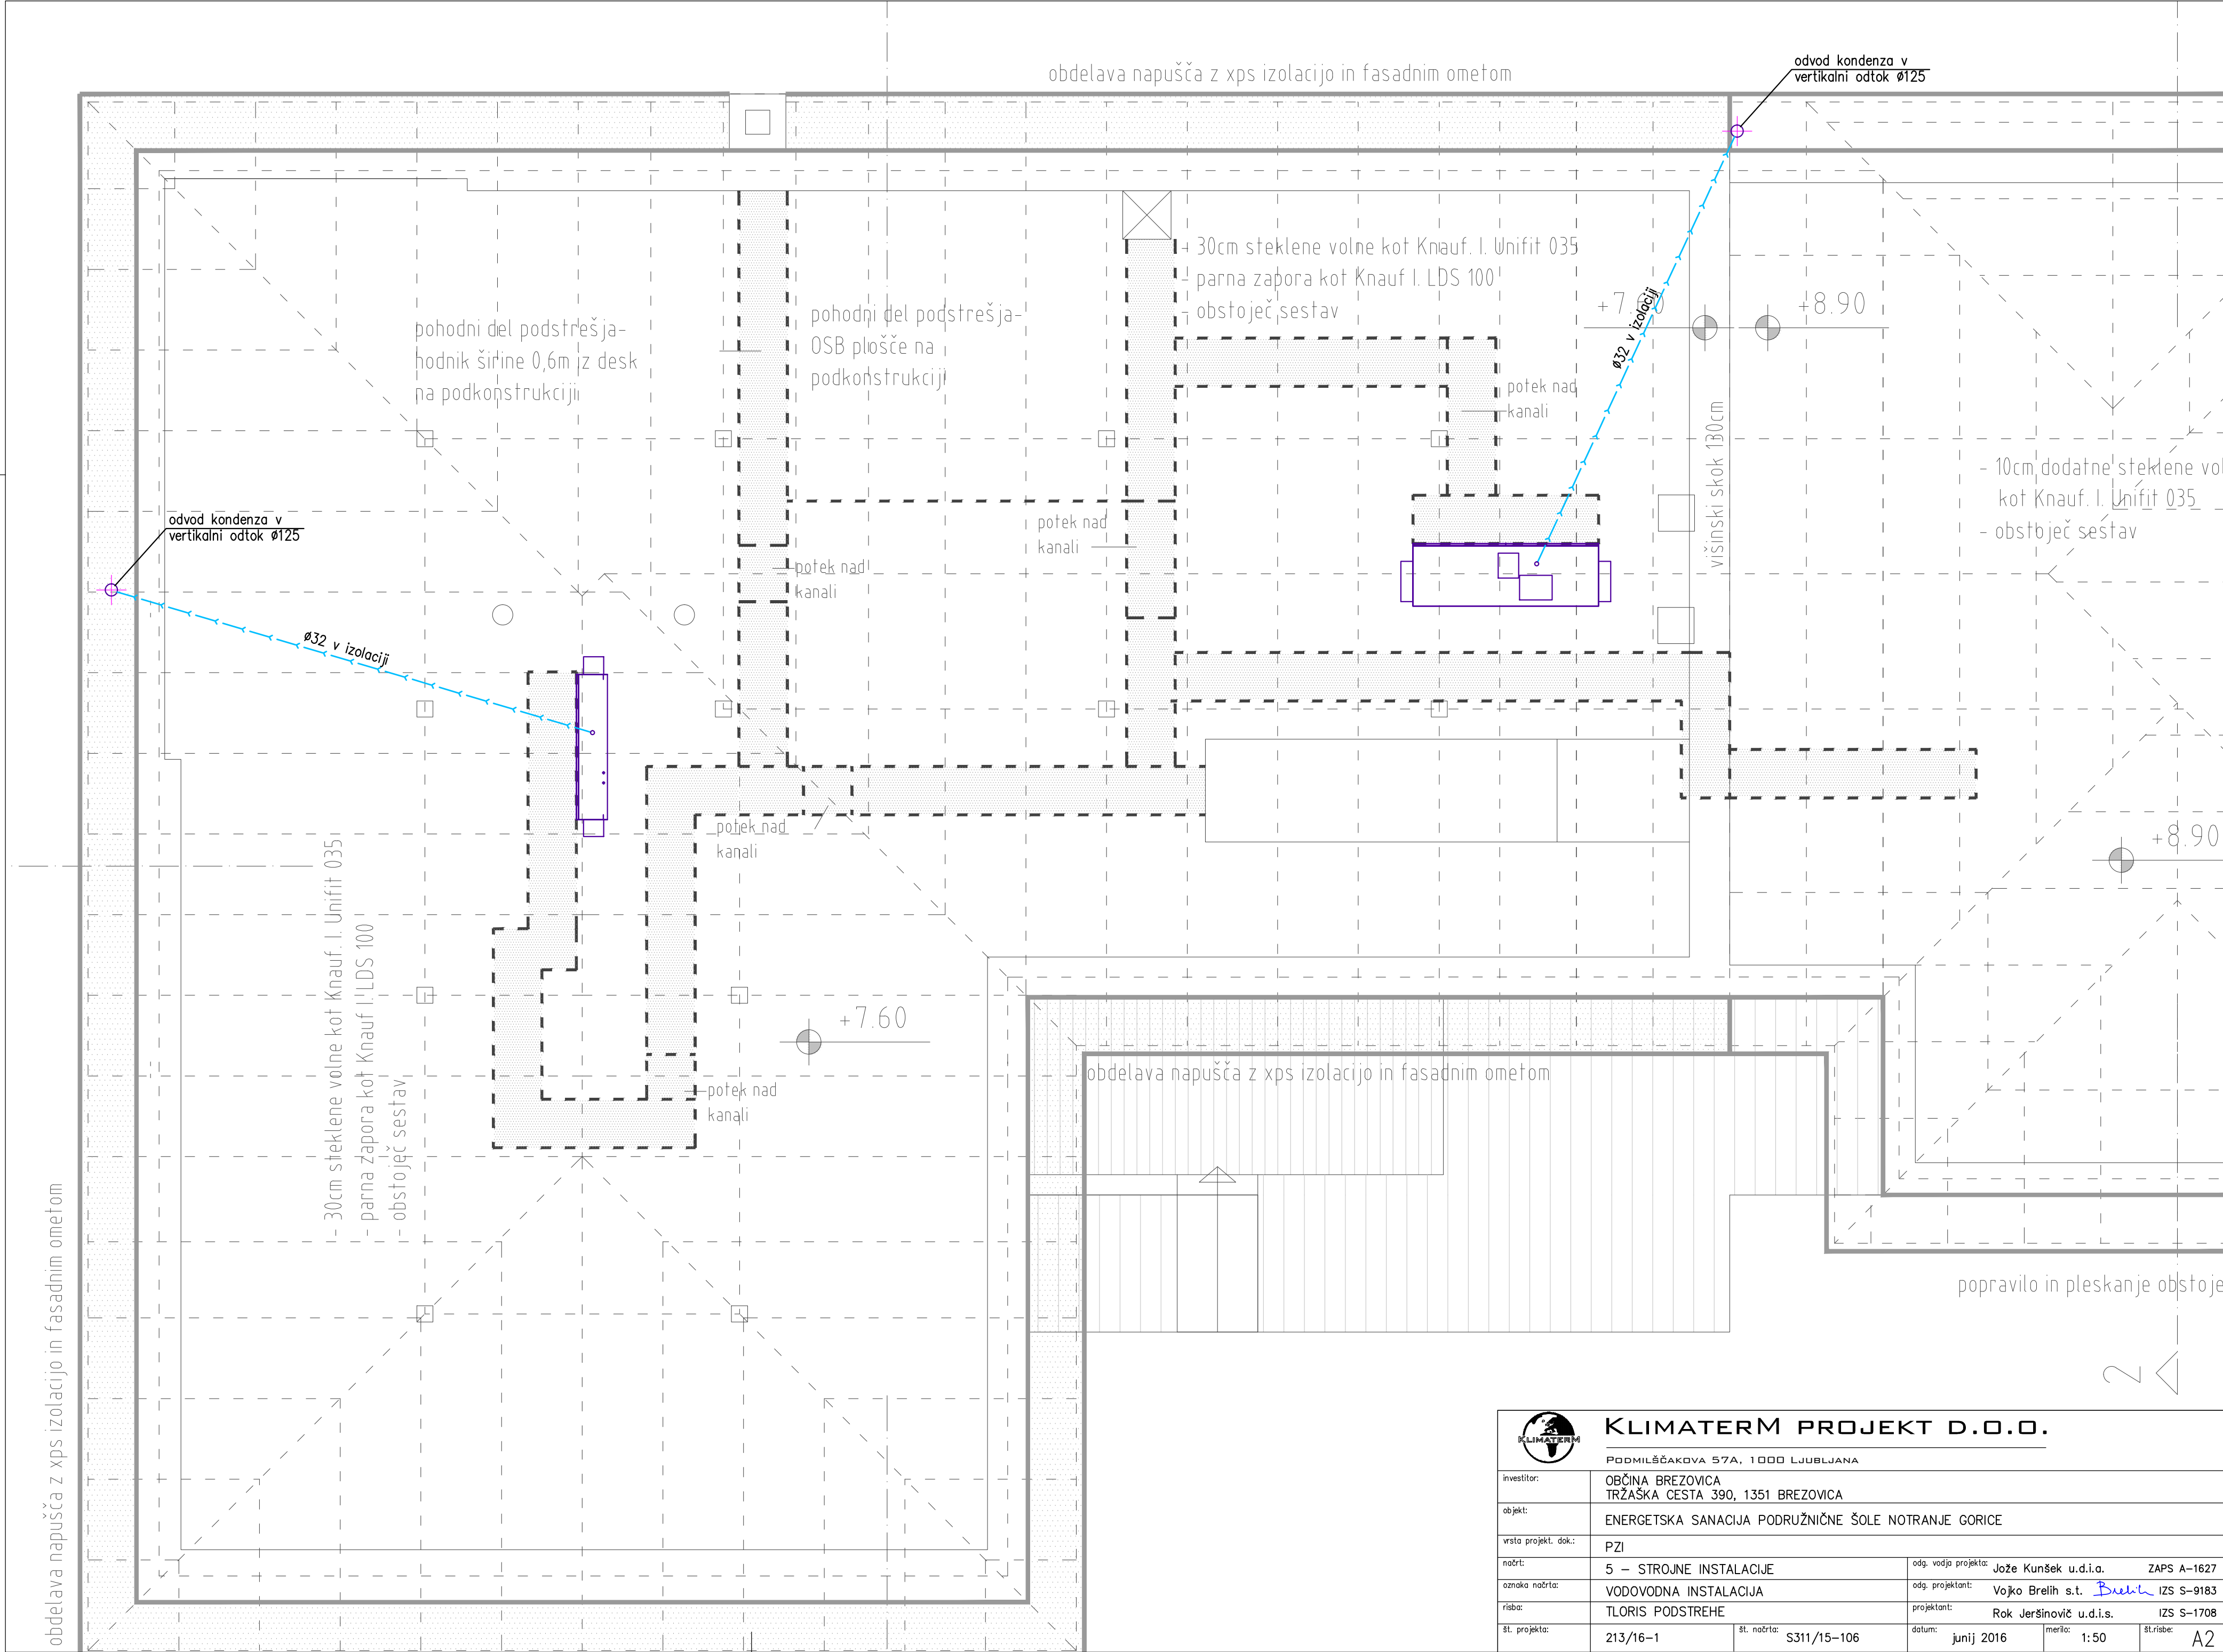 obdelava napušča z xps izolacijo in fasadnim ometom
odvod kondenza v
vertikalni odtok ø125
- 30cm steklene volne kot Knauf. I. Unifit 035
- parna zapora kot Knauf I. LDS 100
- obstoječ sestav
pohodni del podstrešja-
hodnik širine 0,6m iz desk
na podkonstrukciji
pohodni del podstrešja-
OSB plošče na
podkonstrukciji
+8.90
ø32 v izolaciji
potek nad
kanali
višinski skok 130cm
- 10cm dodatne steklene
kot Knauf. I. Unifit 035
- obstoječ sestav
odvod kondenza v
vertikalni odtok ø125
potek nad
kanali
potek nad
kanali
ø32 v izolaciji
potek nad
kanali
+8.90
- 30cm steklene volne kot Knauf. I. Unifit 035
- parna zapora kot Knauf I. LDS 100
- obstoječ sestav
+7.60
potek nad
kanali
obdelava napušča z xps izolacijo in fasadnim ometom
obdelava napušča z xps izolacijo in fasadnim ometom
popravilo in pleskanje
2
KLIMATERM
KLIMATERM PROJEKT D.O.O.
PODMILŠČAKOVA 57A, 1000 LJUBLJANA
investitor:
OBČINA BREZOVICA
TRŽAŠKA CESTA 390, 1351 BREZOVICA
objekt:
ENERGETSKA SANACIJA PODRUŽNIČNE ŠOLE NOTRANJE GORICE
vrsta projekt. dok.:
PZI
načrt:
5 – STROJNE INSTALACIJE
odg. vodja projekta: Jože Kunšek u.d.i.a. ZAPS A-1627
oznaka načrta:
VODOVODNA INSTALACIJA
odg. projektant: Vojko Brelih s.t. Brelih IZS S-9183
risba:
TLORIS PODSTREHE
projektant: Rok Jeršinovič u.d.i.s. IZS S-1708
št. projekta:
213/16-1
št. načrta: S311/15-106
datum: junij 2016
merilo: 1:50
št.risbe: A2